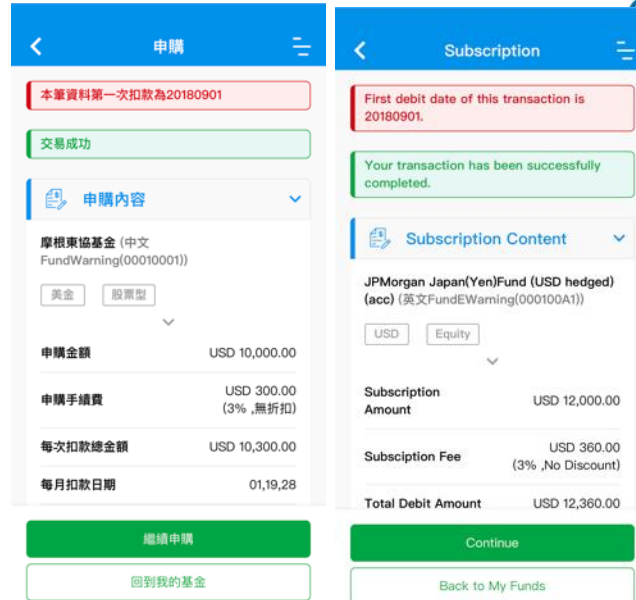 申購
本筆資料第一次扣款為20180901
交易成功
申購內容
摩根東協基金 (中文
FundWarning(00010001))
美金 股票型
申購金額 USD 10,000.00
申購手續費 USD 300.00
(3% ,無折扣)
每次扣款總金額 USD 10,300.00
每月扣款日期 01,19,28
繼續申購
回到我的基金
Subscription
First debit date of this transaction is
20180901.
Your transaction has been successfully
completed.
Subscription Content
JPMorgan Japan(Yen)Fund (USD hedged)
(acc) (英文FundEWarning(000100A1))
USD Equity
Subscription
Amount USD 12,000.00
Subsciption Fee USD 360.00
(3% ,No Discount)
Total Debit Amount USD 12,360.00
Continue
Back to My Funds